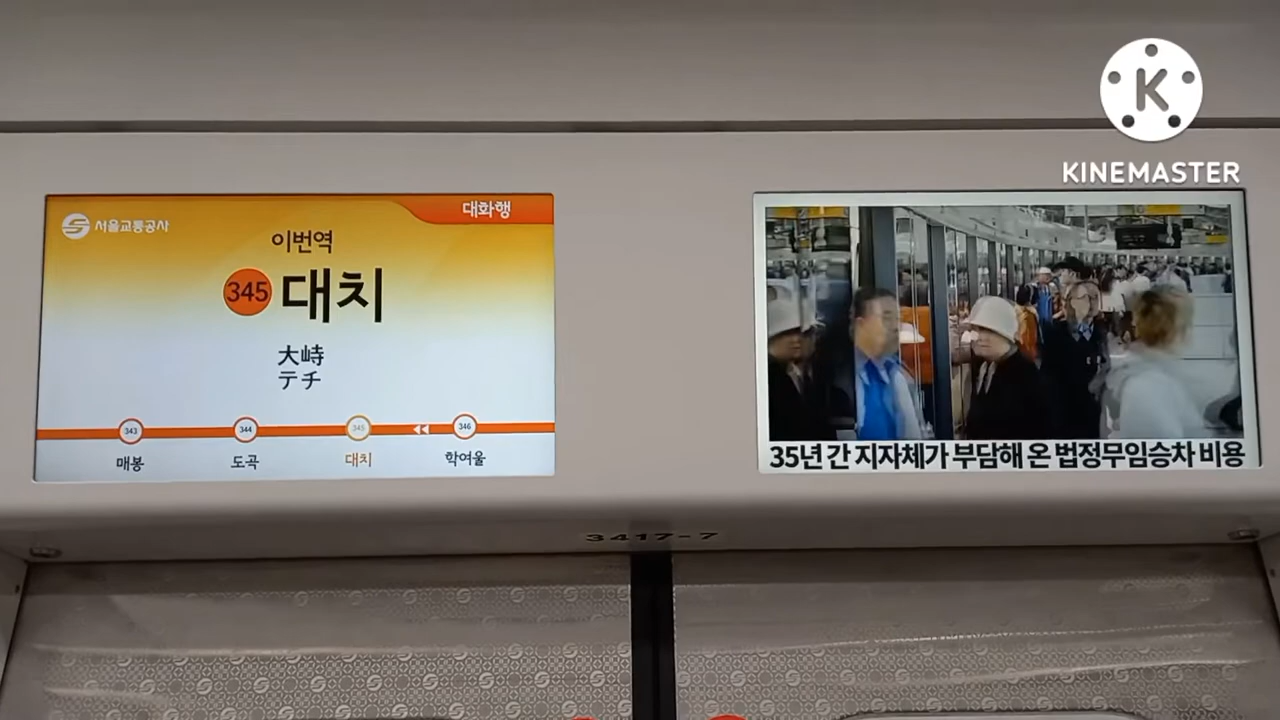 KINEMASTER
서울교통공사
대화행
이번역
345 대치
大峙
テチ
343 344 345 346
매봉 도곡 대치 학여울
35년 간 지자체가 부담해 온 법정무임승차 비용
3417-7